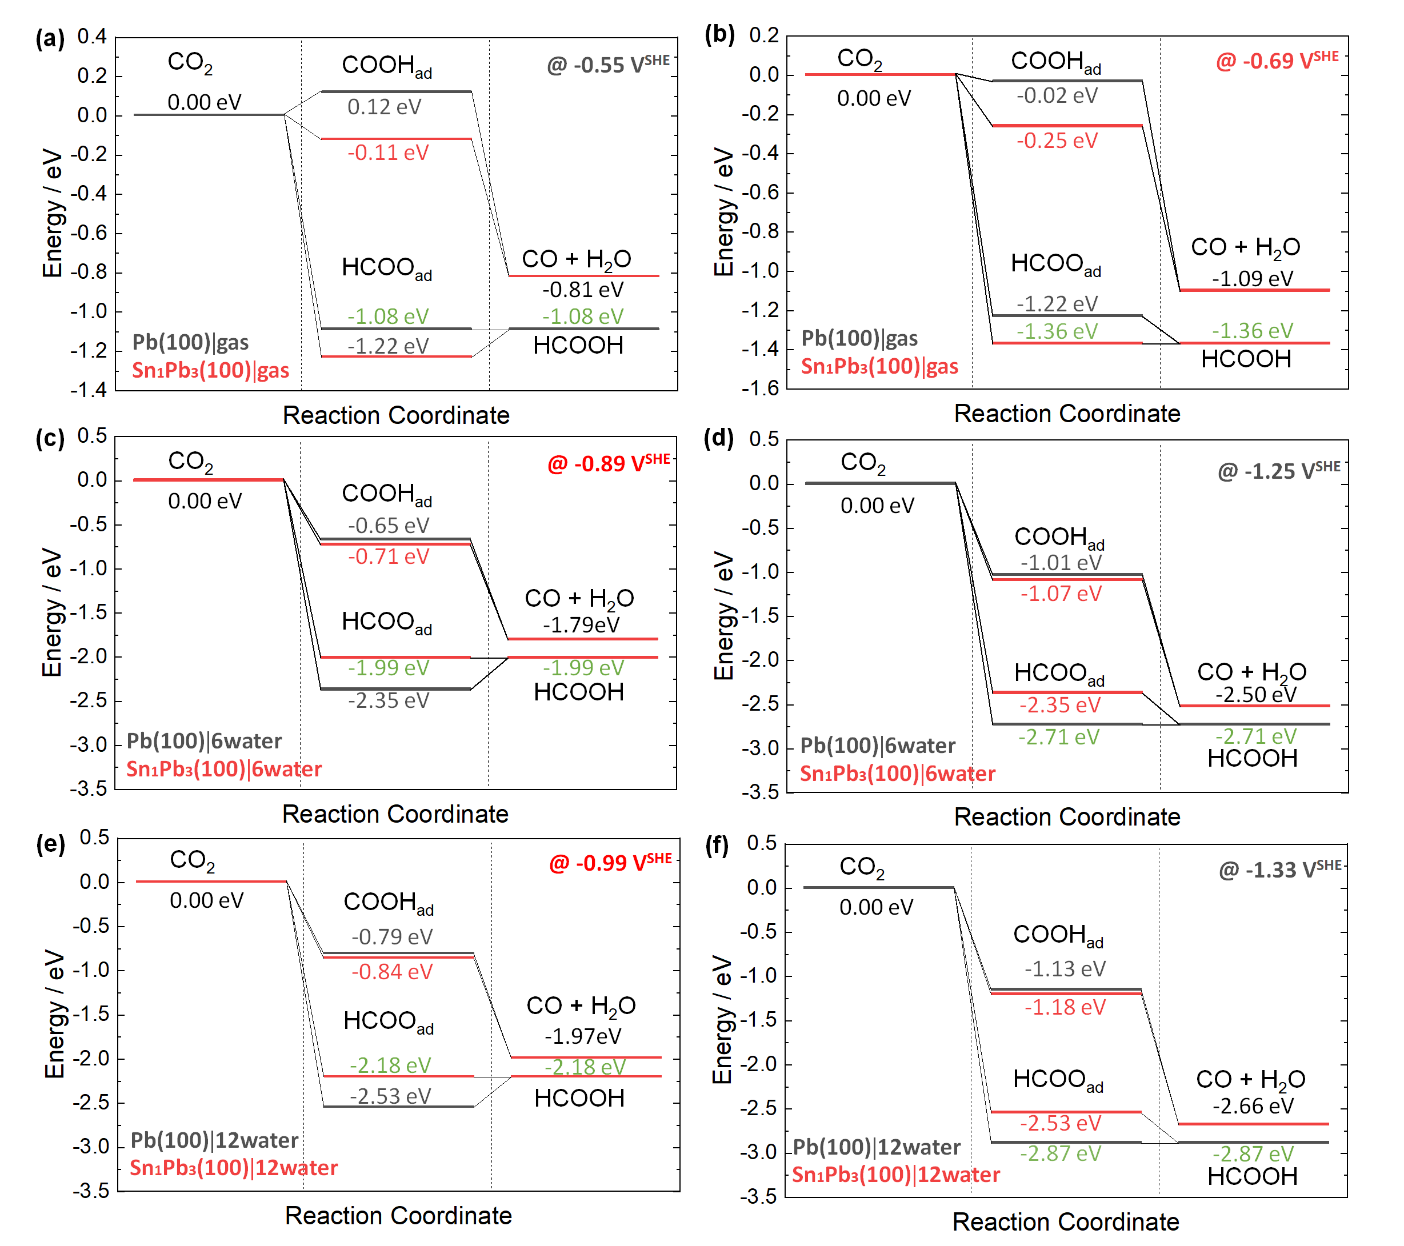 (a)
0.4
0.2
0.0
-0.2
-0.4
-0.6
-0.8
-1.0
-1.2
-1.4
Energy / eV
CO₂
0.00 eV
COOHad
0.12 eV
-0.11 eV
@ -0.55 V^SHE
HCOOad
-1.08 eV
-1.22 eV
CO + H₂O
-0.81 eV
-1.08 eV
HCOOH
Pb(100)|gas
Sn₁Pb₃(100)|gas
Reaction Coordinate
(b)
0.2
0.0
-0.2
-0.4
-0.6
-0.8
-1.0
-1.2
-1.4
-1.6
Energy / eV
CO₂
0.00 eV
COOHad
-0.02 eV
-0.25 eV
@ -0.69 V^SHE
HCOOad
-1.22 eV
-1.36 eV
CO + H₂O
-1.09 eV
-1.36 eV
HCOOH
Pb(100)|gas
Sn₁Pb₃(100)|gas
Reaction Coordinate
(c)
0.5
0.0
-0.5
-1.0
-1.5
-2.0
-2.5
-3.0
-3.5
Energy / eV
CO₂
0.00 eV
COOHad
-0.65 eV
-0.71 eV
@ -0.89 V^SHE
HCOOad
-1.99 eV
-2.35 eV
CO + H₂O
-1.79eV
-1.99 eV
HCOOH
Pb(100)|6water
Sn₁Pb₃(100)|6water
Reaction Coordinate
(d)
0.5
0.0
-0.5
-1.0
-1.5
-2.0
-2.5
-3.0
-3.5
Energy / eV
CO₂
0.00 eV
COOHad
-1.01 eV
-1.07 eV
@ -1.25 V^SHE
HCOOad
-2.35 eV
-2.71 eV
CO + H₂O
-2.50 eV
-2.71 eV
HCOOH
Pb(100)|6water
Sn₁Pb₃(100)|6water
Reaction Coordinate
(e)
0.5
0.0
-0.5
-1.0
-1.5
-2.0
-2.5
-3.0
-3.5
Energy / eV
CO₂
0.00 eV
COOHad
-0.79 eV
-0.84 eV
@ -0.99 V^SHE
HCOOad
-2.18 eV
-2.53 eV
CO + H₂O
-1.97eV
-2.18 eV
HCOOH
Pb(100)|12water
Sn₁Pb₃(100)|12water
Reaction Coordinate
(f)
0.5
0.0
-0.5
-1.0
-1.5
-2.0
-2.5
-3.0
-3.5
Energy / eV
CO₂
0.00 eV
COOHad
-1.13 eV
-1.18 eV
@ -1.33 V^SHE
HCOOad
-2.53 eV
-2.87 eV
CO + H₂O
-2.66 eV
-2.87 eV
HCOOH
Pb(100)|12water
Sn₁Pb₃(100)|12water
Reaction Coordinate